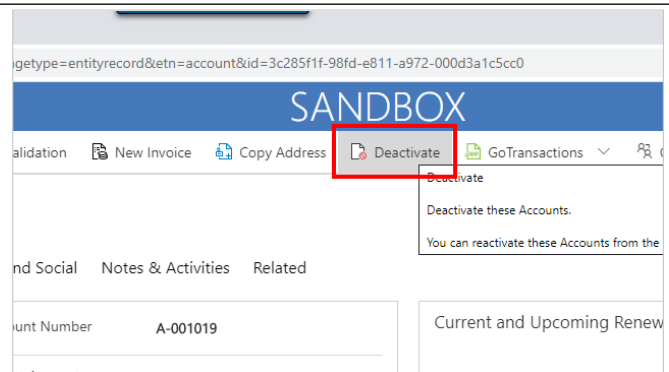 getype=entityrecord&etn=account&id=3c285f1f-98fd-e811-a972-000d3a1c5cc0
SANDBOX
alidation New Invoice Copy Address Deactivate GoTransactions
Deactivate
Deactivate these Accounts.
You can reactivate these Accounts from the
nd Social Notes & Activities Related
unt Number A-001019
Current and Upcoming Renew